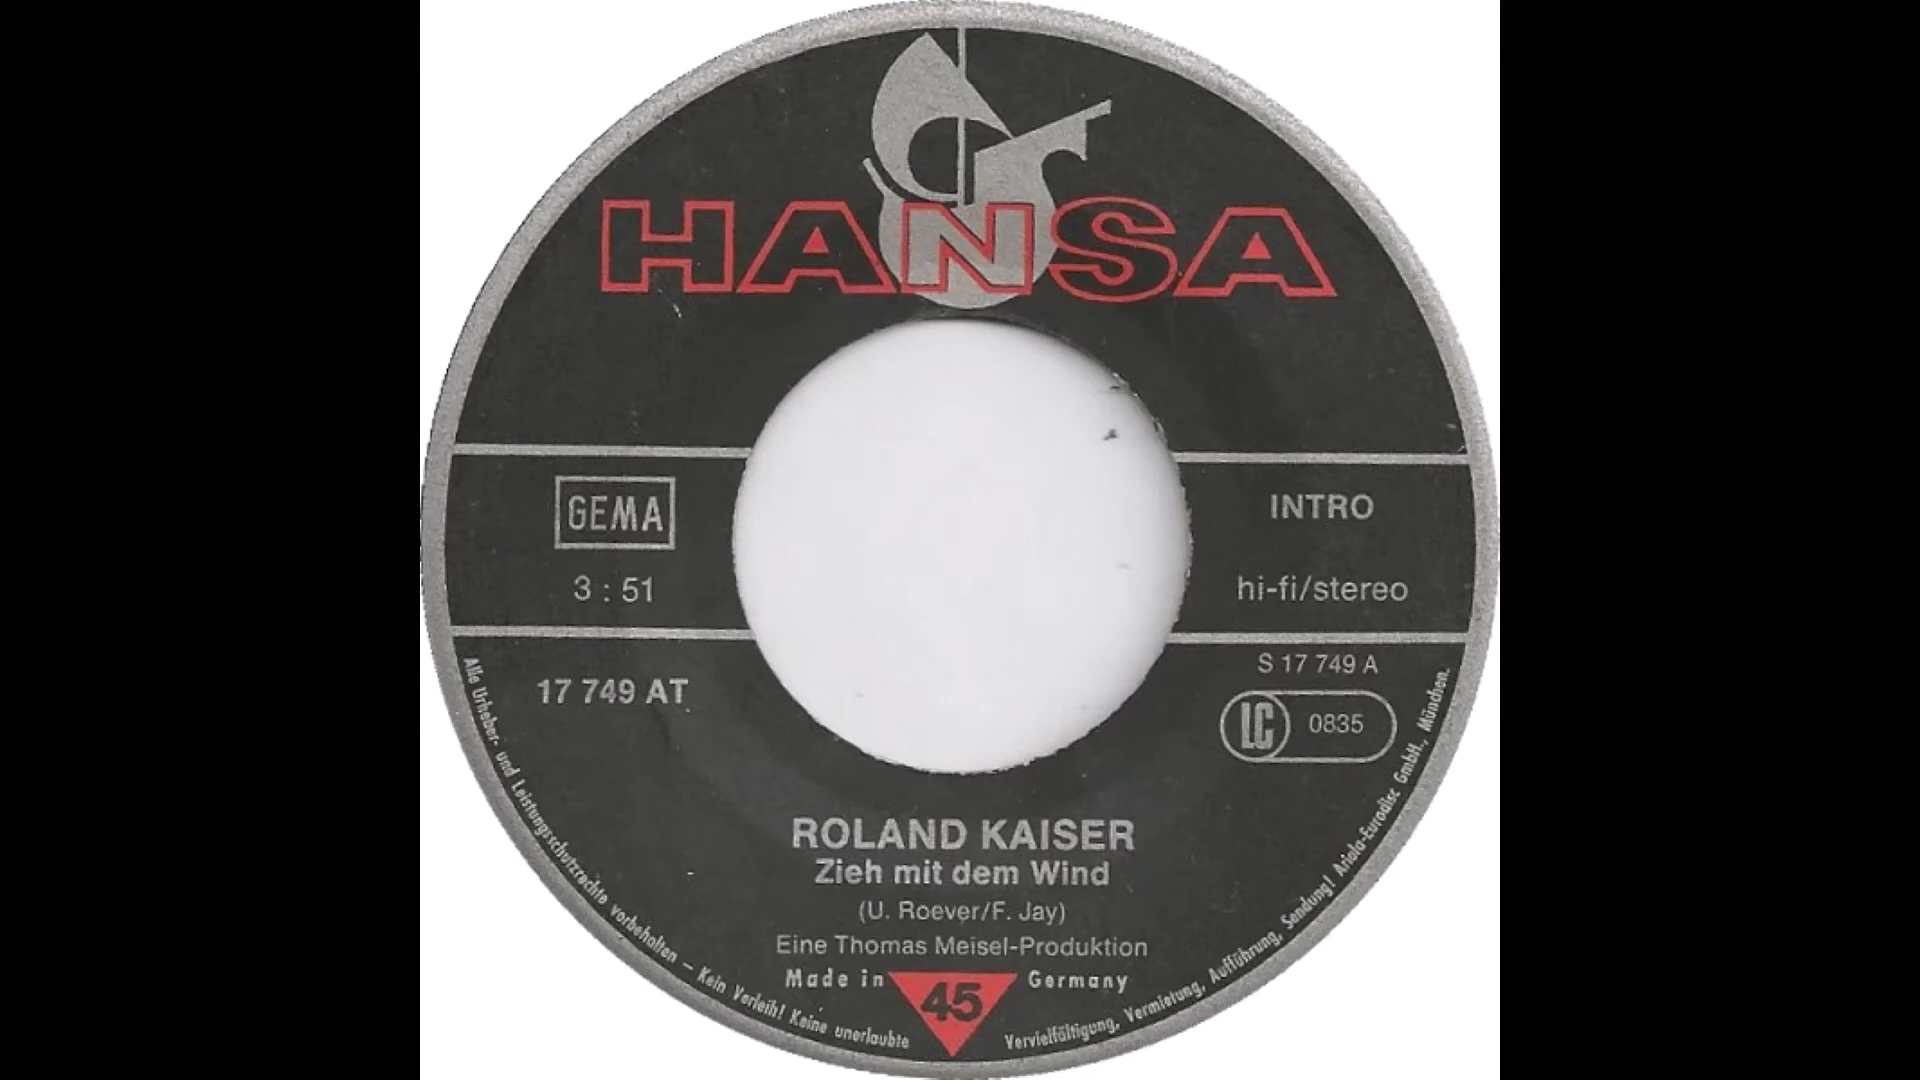 HANSA
GEMA
INTRO
3 : 51
hi-fi/stereo
17 749 AT
S 17 749 A
LC 0835
ROLAND KAISER
Zieh mit dem Wind
(U. Roever/F. Jay)
Eine Thomas Meisel-Produktion
Made in 45 Germany
Alle Urheber- und Leistungsschutzrechte vorbehalten – Kein Verleih! Keine unerlaubte Vervielfältigung, Vermietung, Aufführung, Sendung! Ariola-Eurodisc GmbH., München.